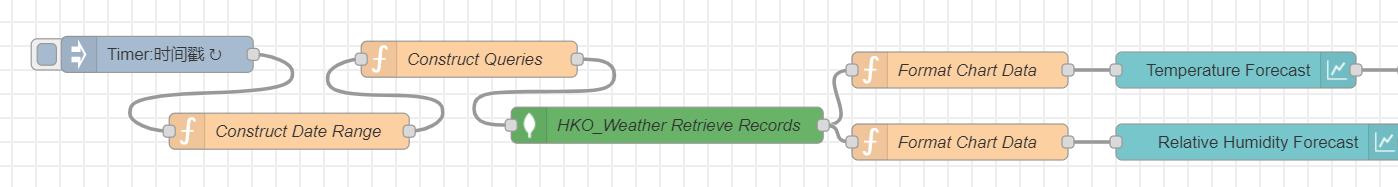 Timer:时间戳 ↻
Construct Date Range
Construct Queries
HKO_Weather Retrieve Records
Format Chart Data
Temperature Forecast
Format Chart Data
Relative Humidity Forecast